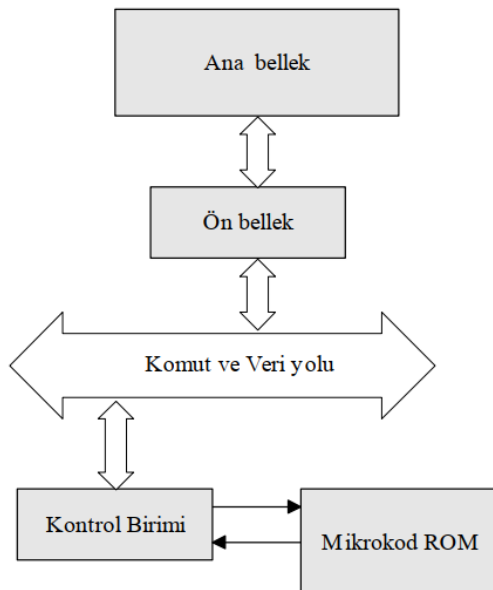 Ana bellek
Ön bellek
Komut ve Veri yolu
Kontrol Birimi
Mikrokod ROM